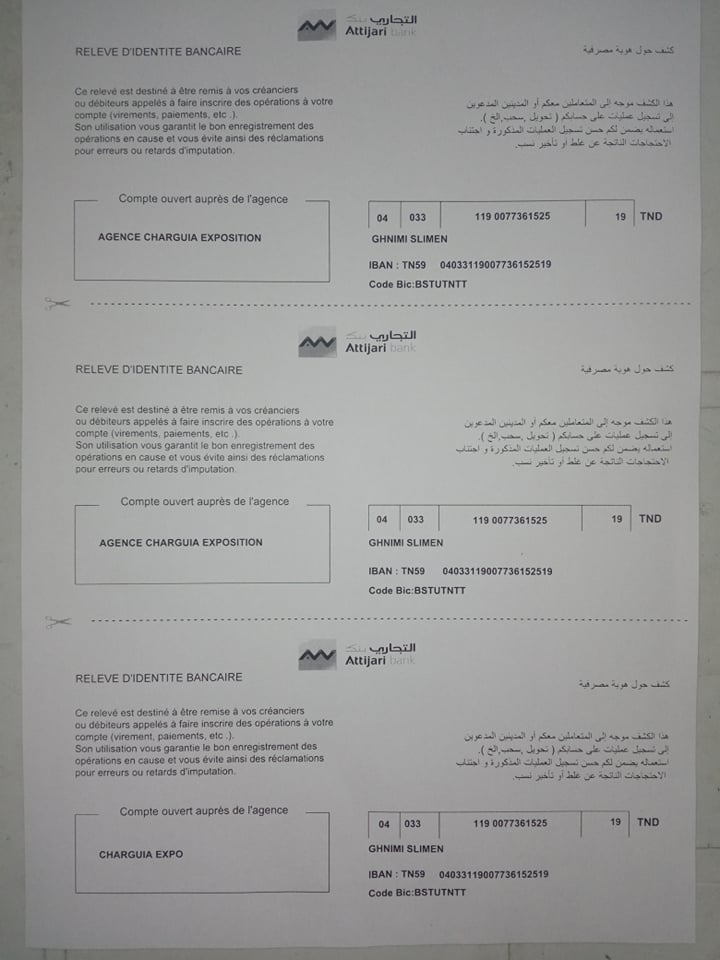 التجاري بنك
Attijari bank
RELEVE D'IDENTITE BANCAIRE
كشف حول هوية مصرفية
Ce relevé est destiné à être remis à vos créanciers
ou débiteurs appelés à faire inscrire des opérations à votre
compte (virements, paiements, etc .).
Son utilisation vous garantit le bon enregistrement des
opérations en cause et vous évite ainsi des réclamations
pour erreurs ou retards d'imputation.
هذا الكشف موجه إلى المتعاملين معكم أو المدينين المدعوين
إلى تسجيل عمليات على حسابكم ( تحويل ,سحب,الخ ).
استعماله يضمن لكم حسن تسجيل العمليات المذكورة و اجتناب
الاحتجاجات الناتجة عن غلط أو تأخير نسب.
Compte ouvert auprès de l'agence
AGENCE CHARGUIA EXPOSITION
04 033 119 0077361525 19 TND
GHNIMI SLIMEN
IBAN : TN59 04033119007736152519
Code Bic:BSTUTNTT
التجاري بنك
Attijari bank
RELEVE D'IDENTITE BANCAIRE
كشف حول هوية مصرفية
Ce relevé est destiné à être remis à vos créanciers
ou débiteurs appelés à faire inscrire des opérations à votre
compte (virements, paiements, etc .).
Son utilisation vous garantit le bon enregistrement des
opérations en cause et vous évite ainsi des réclamations
pour erreurs ou retards d'imputation.
هذا الكشف موجه إلى المتعاملين معكم أو المدينين المدعوين
إلى تسجيل عمليات على حسابكم ( تحويل ,سحب,الخ ).
استعماله يضمن لكم حسن تسجيل العمليات المذكورة و اجتناب
الاحتجاجات الناتجة عن غلط أو تأخير نسب.
Compte ouvert auprès de l'agence
AGENCE CHARGUIA EXPOSITION
04 033 119 0077361525 19 TND
GHNIMI SLIMEN
IBAN : TN59 04033119007736152519
Code Bic:BSTUTNTT
التجاري بنك
Attijari bank
RELEVE D'IDENTITE BANCAIRE
كشف حول هوية مصرفية
Ce relevé est destiné à être remise à vos créanciers
ou débiteurs appelés à faire inscrire des opérations à votre
compte (virement, paiements, etc .).
Son utilisation vous garantie le bon enregistrement des
opérations en cause et vous évite ainsi des réclamations
pour erreurs ou retards d'imputation.
هذا الكشف موجه إلى المتعاملين معكم أو المدينين المدعوين
إلى تسجيل عمليات على حسابكم ( تحويل ,سحب,الخ ).
استعماله يضمن لكم حسن تسجيل العمليات المذكورة و اجتناب
الاحتجاجات الناتجة عن غلط أو تأخير نسب.
Compte ouvert auprès de l'agence
CHARGUIA EXPO
04 033 119 0077361525 19 TND
GHNIMI SLIMEN
IBAN : TN59 04033119007736152519
Code Bic:BSTUTNTT